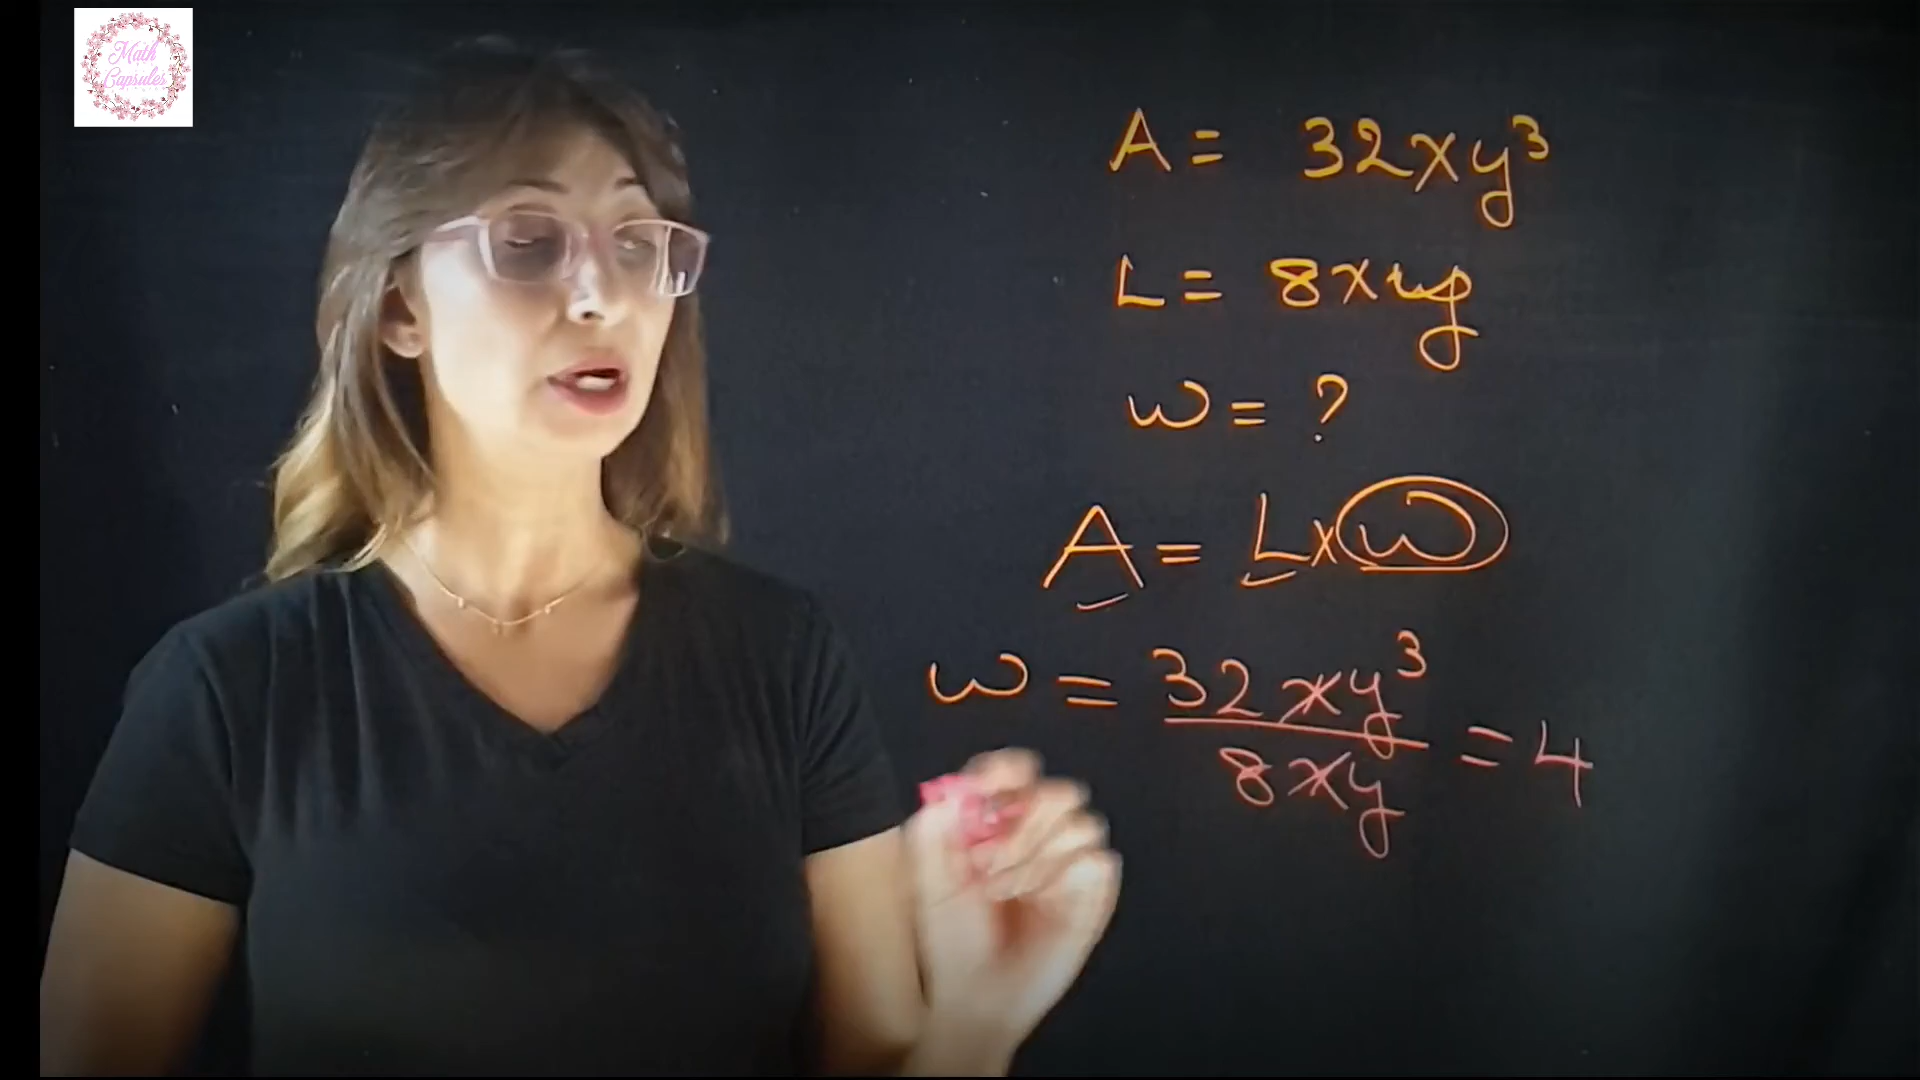 Math
Capsules
A = 32xy³
L = 8xy
w = ?
A = L×w
w = 32xy³/8xy = 4